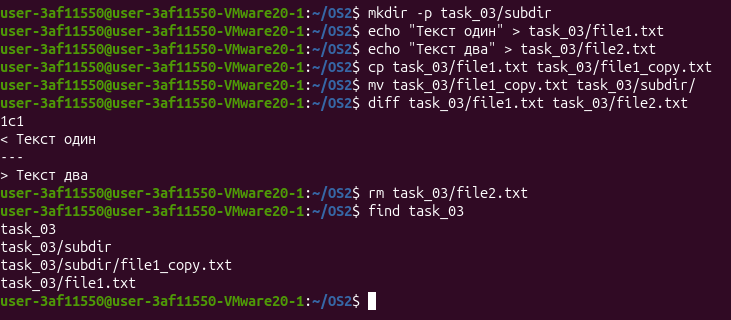 user-3af11550@user-3af11550-VMware20-1:~/OS2$ mkdir -p task_03/subdir
user-3af11550@user-3af11550-VMware20-1:~/OS2$ echo "Текст один" > task_03/file1.txt
user-3af11550@user-3af11550-VMware20-1:~/OS2$ echo "Текст два" > task_03/file2.txt
user-3af11550@user-3af11550-VMware20-1:~/OS2$ cp task_03/file1.txt task_03/file1_copy.txt
user-3af11550@user-3af11550-VMware20-1:~/OS2$ mv task_03/file1_copy.txt task_03/subdir/
user-3af11550@user-3af11550-VMware20-1:~/OS2$ diff task_03/file1.txt task_03/file2.txt
1c1
< Текст один
---
> Текст два
user-3af11550@user-3af11550-VMware20-1:~/OS2$ rm task_03/file2.txt
user-3af11550@user-3af11550-VMware20-1:~/OS2$ find task_03
task_03
task_03/subdir
task_03/subdir/file1_copy.txt
task_03/file1.txt
user-3af11550@user-3af11550-VMware20-1:~/OS2$